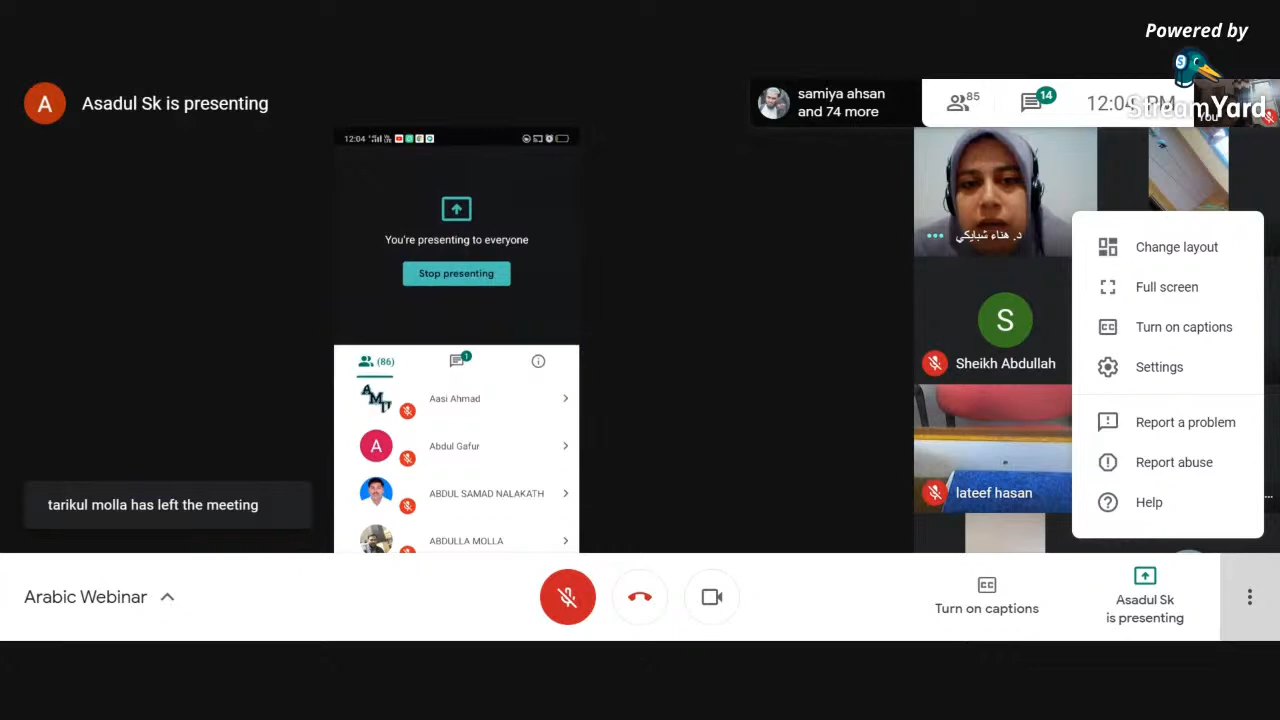 Powered by
StreamYard
A
Asadul Sk is presenting
samiya ahsan
and 74 more
85
14
12:04 PM
You
12:04
You're presenting to everyone
Stop presenting
(86)
1
Aasi Ahmad
A
Abdul Gafur
ABDUL SAMAD NALAKATH
ABDULLA MOLLA
د. هناء شبايكي
S
Sheikh Abdullah
lateef hasan
Change layout
Full screen
CC
Turn on captions
Settings
Report a problem
Report abuse
Help
tarikul molla has left the meeting
Arabic Webinar
CC
Turn on captions
Asadul Sk
is presenting